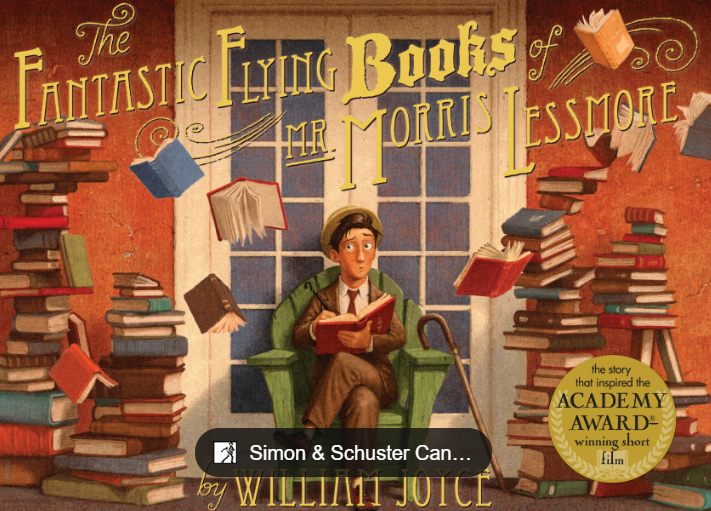 The
FANTASTIC FLYING BOOKS of
MR. MORRIS LESSMORE
the story
that inspired the
ACADEMY
AWARD®–
winning short
film
Simon & Schuster Can...
by WILLIAM JOYCE